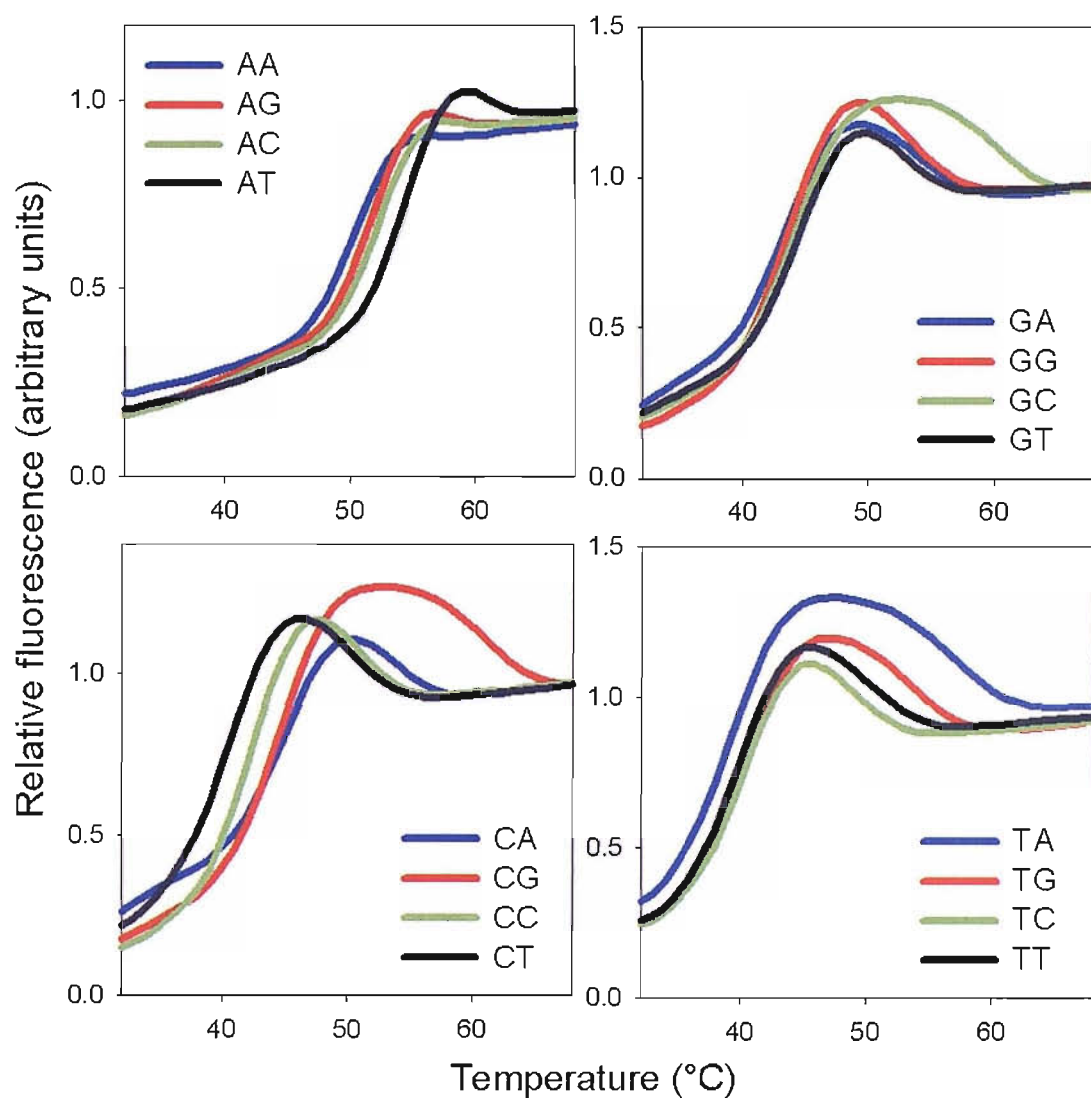 Relative fluorescence (arbitrary units)
1.0
0.5
0.0
40 50 60
AA
AG
AC
AT
1.5
1.0
0.5
0.0
40 50 60
GA
GG
GC
GT
1.0
0.5
0.0
40 50 60
CA
CG
CC
CT
1.5
1.0
0.5
0.0
40 50 60
TA
TG
TC
TT
Temperature (°C)